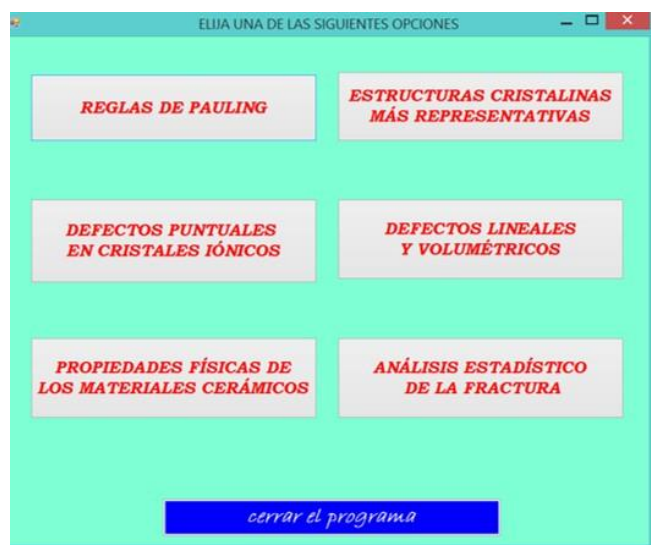 ELIJA UNA DE LAS SIGUIENTES OPCIONES
REGLAS DE PAULING
ESTRUCTURAS CRISTALINAS
MÁS REPRESENTATIVAS
DEFECTOS PUNTUALES
EN CRISTALES IÓNICOS
DEFECTOS LINEALES
Y VOLUMÉTRICOS
PROPIEDADES FÍSICAS DE
LOS MATERIALES CERÁMICOS
ANÁLISIS ESTADÍSTICO
DE LA FRACTURA
cerrar el programa